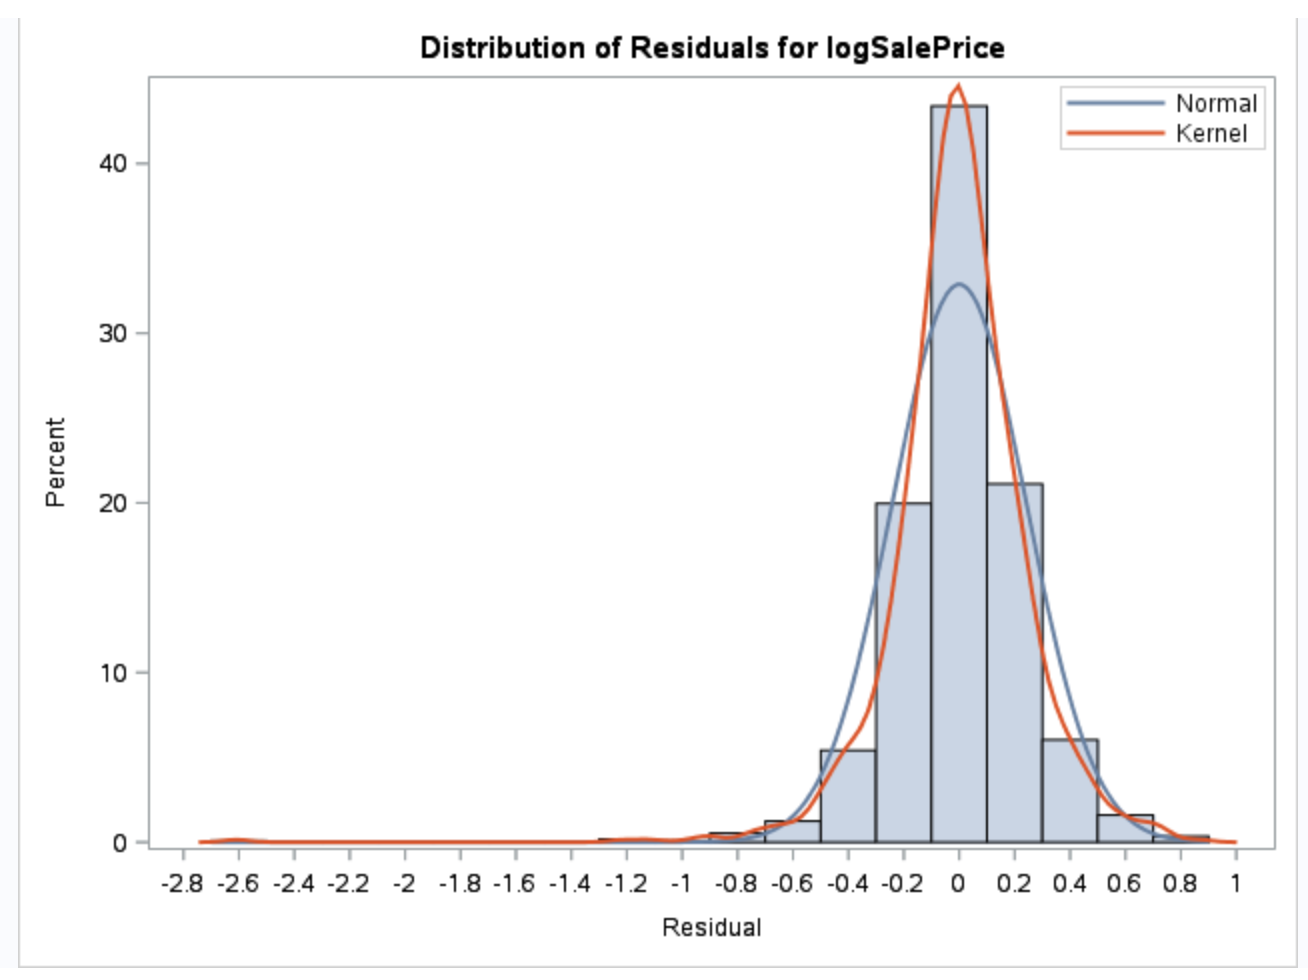 Distribution of Residuals for logSalePrice
Normal
Kernel
40
30
20
10
0
Percent
-2.8 -2.6 -2.4 -2.2 -2 -1.8 -1.6 -1.4 -1.2 -1 -0.8 -0.6 -0.4 -0.2 0 0.2 0.4 0.6 0.8 1
Residual